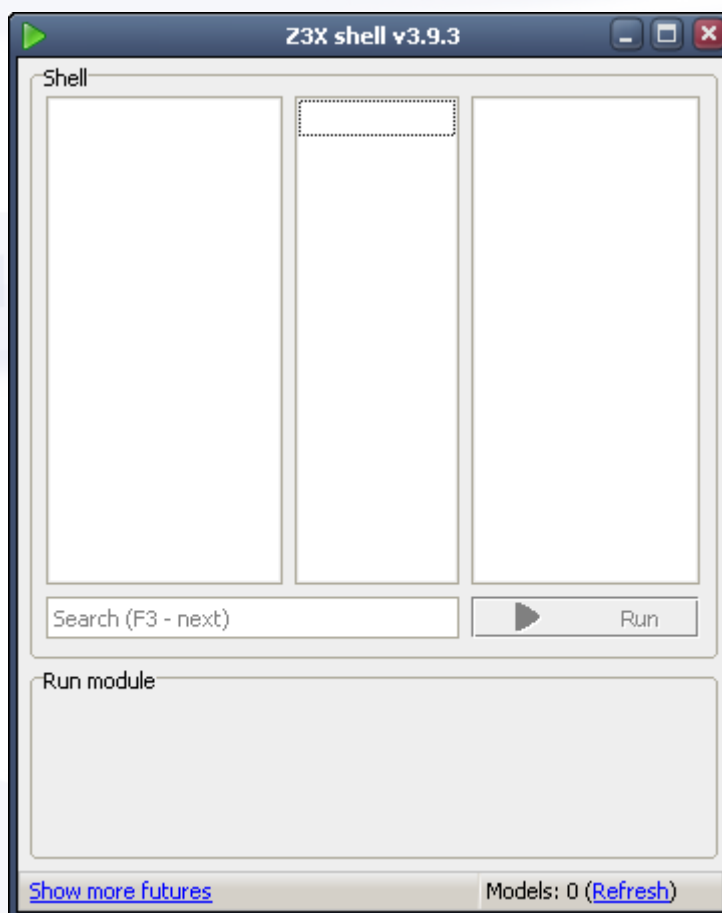 Z3X shell v3.9.3
Shell
Search (F3 - next)
Run
Run module
Show more futures
Models: 0 (Refresh)